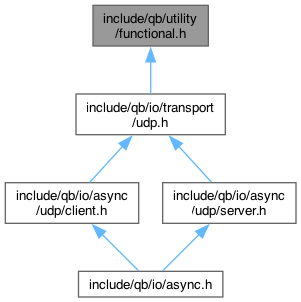 include/qb/utility
/functional.h
include/qb/io/transport
/udp.h
include/qb/io/async
/udp/client.h
include/qb/io/async
/udp/server.h
include/qb/io/async.h